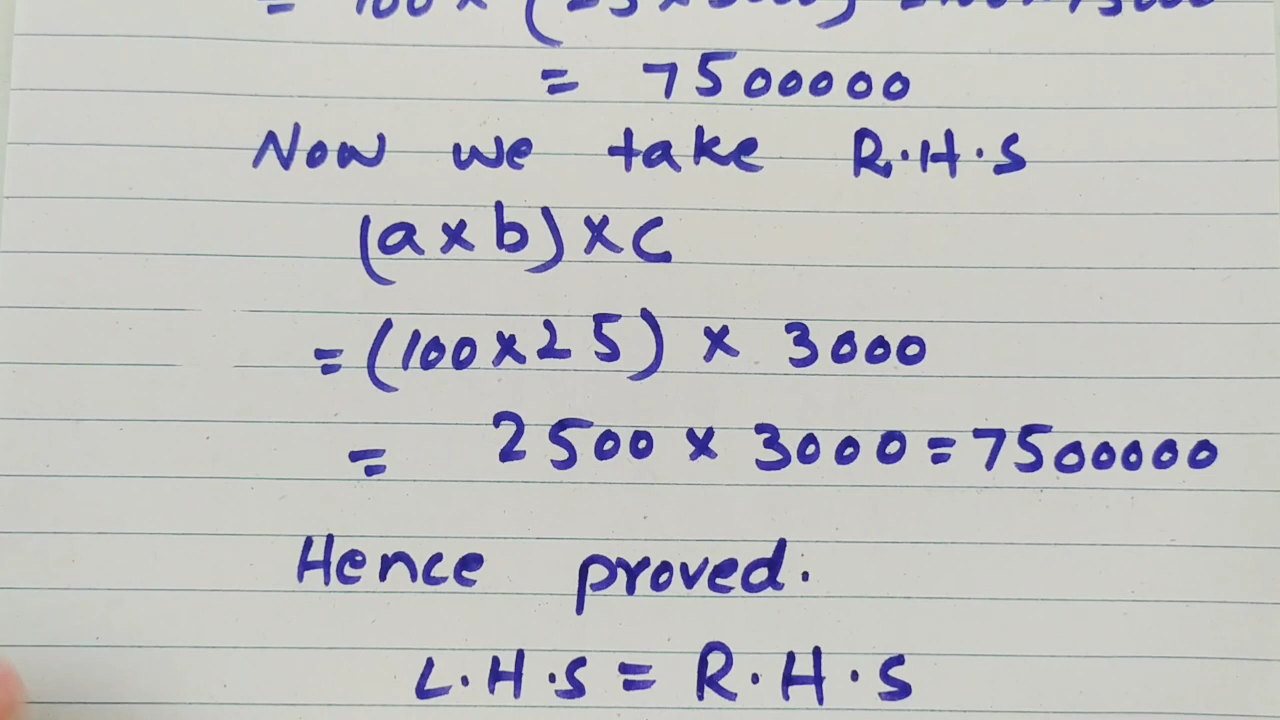 = 7500000
Now we take R.H.S
(a×b)×c
=(100×25) × 3000
= 2500 × 3000=7500000
Hence proved.
L.H.S = R.H.S